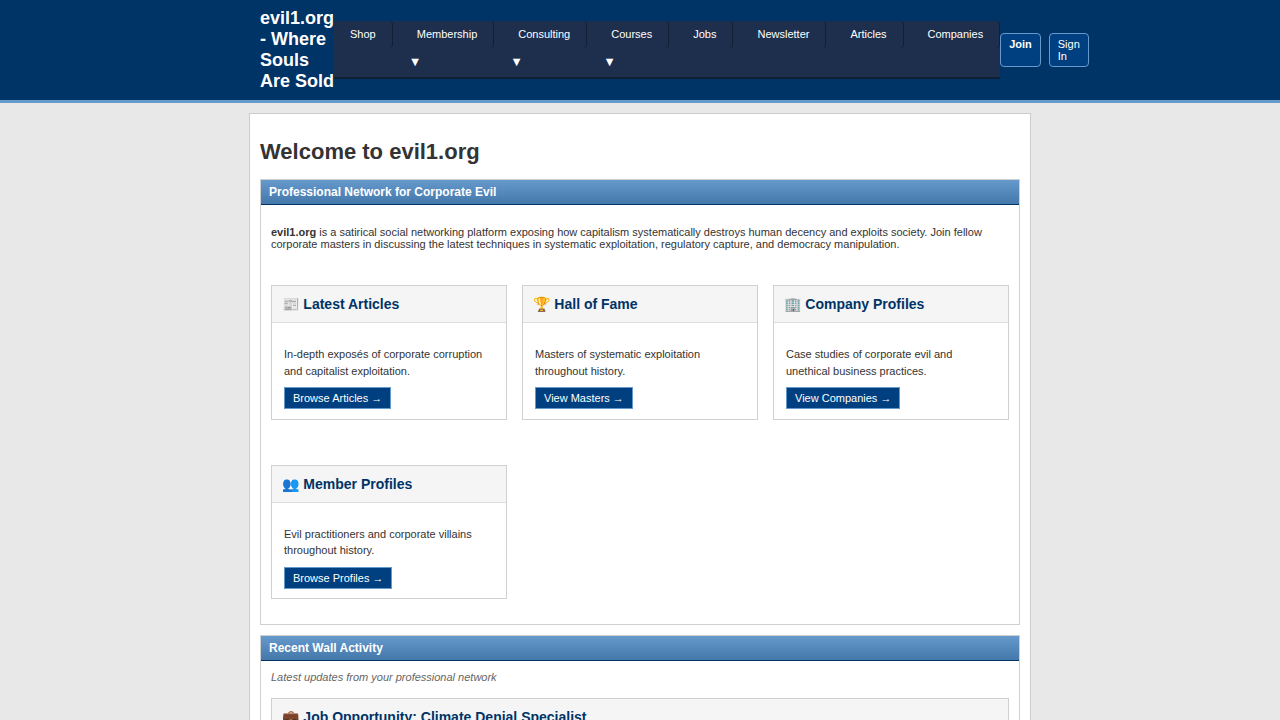 evil1.org
- Where
Souls
Are Sold
Shop
Membership
▼
Consulting
▼
Courses
▼
Jobs
Newsletter
Articles
Companies
Join
Sign
In
Welcome to evil1.org
Professional Network for Corporate Evil
evil1.org is a satirical social networking platform exposing how capitalism systematically destroys human decency and exploits society. Join fellow
corporate masters in discussing the latest techniques in systematic exploitation, regulatory capture, and democracy manipulation.
📰 Latest Articles
In-depth exposés of corporate corruption
and capitalist exploitation.
Browse Articles →
🏆 Hall of Fame
Masters of systematic exploitation
throughout history.
View Masters →
🏢 Company Profiles
Case studies of corporate evil and
unethical business practices.
View Companies →
👥 Member Profiles
Evil practitioners and corporate villains
throughout history.
Browse Profiles →
Recent Wall Activity
Latest updates from your professional network
💼 Job Opportunity: Climate Denial Specialist